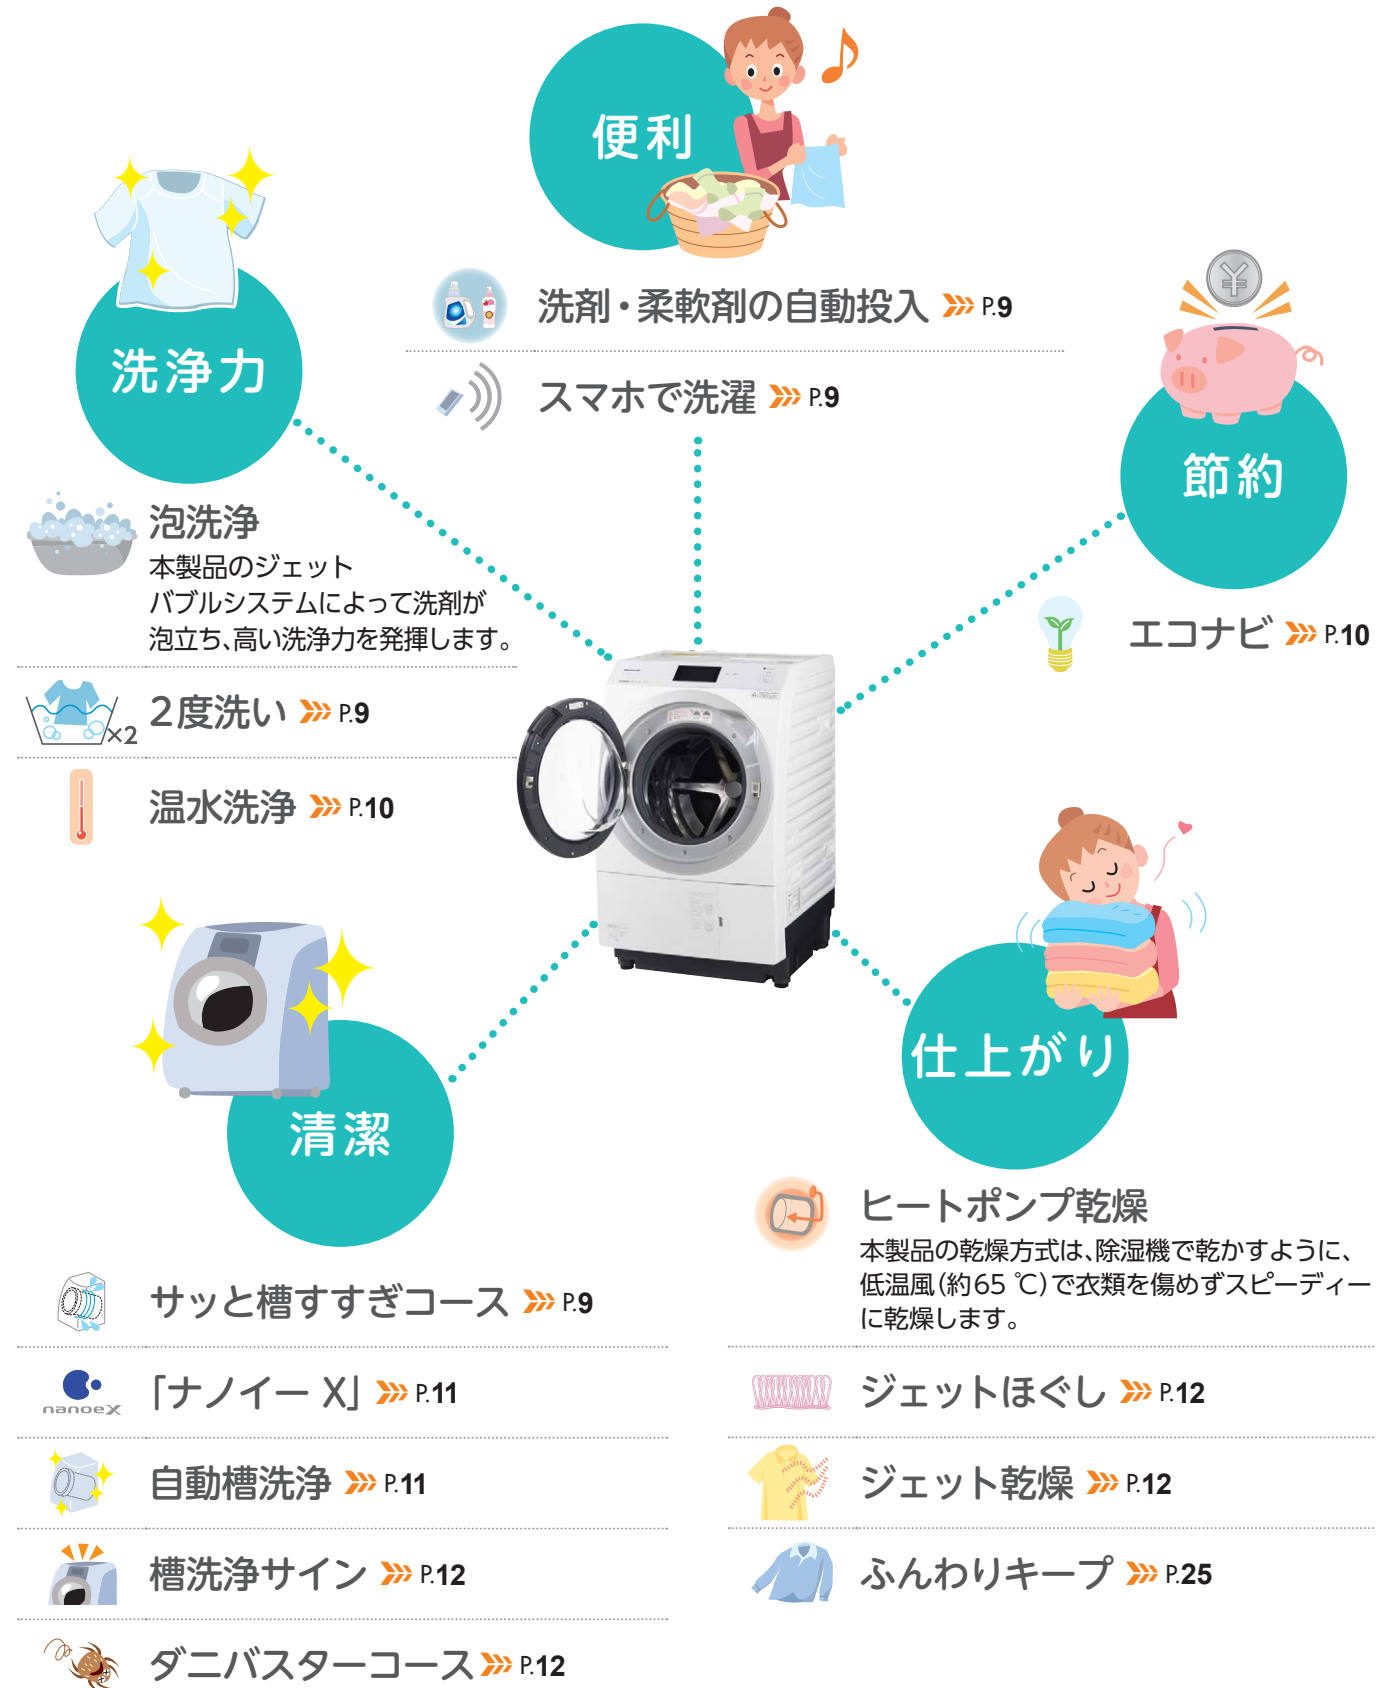 便利
洗剤・柔軟剤の自動投入 P.9
スマホで洗濯 P.9
洗浄力
泡洗浄
本製品のジェット
バブルシステムによって洗剤が
泡立ち、高い洗浄力を発揮します。
×2
2度洗い P.9
温水洗浄 P.10
¥
節約
エコナビ P.10
清潔
サッと槽すすぎコース P.9
nanoeX
「ナノイー X」 P.11
自動槽洗浄 P.11
槽洗浄サイン P.12
ダニバスターコース P.12
仕上がり
ヒートポンプ乾燥
本製品の乾燥方式は、除湿機で乾かすように、
低温風(約65 ℃)で衣類を傷めずスピーディー
に乾燥します。
ジェットほぐし P.12
ジェット乾燥 P.12
ふんわりキープ P.25